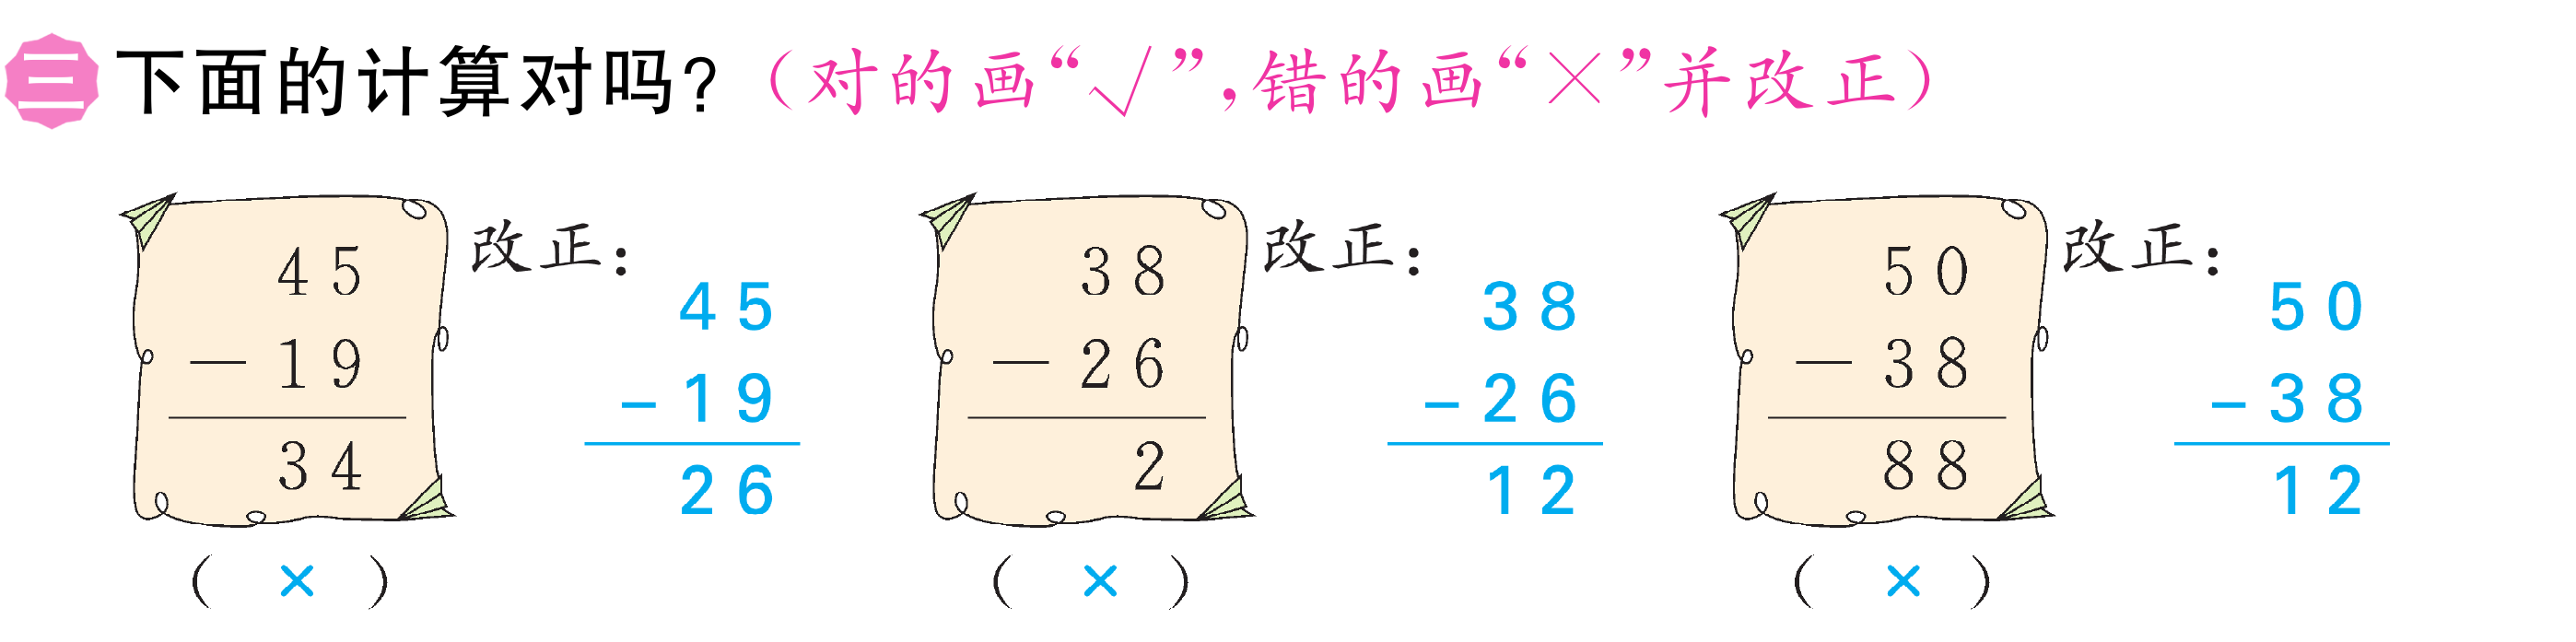 三 下面的计算对吗？（对的画“√”，错的画“×”并改正）
45
－19
34
（ × ）
改正：
45
－19
26
38
－26
2
（ × ）
改正：
38
－26
12
50
－38
88
（ × ）
改正：
50
－38
12